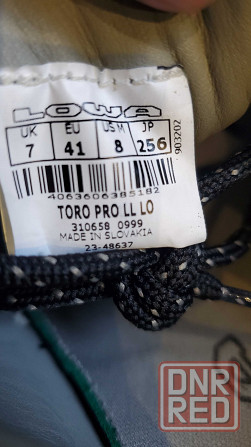 LOWA
UK EU US M JP
7 41 8 256
903202
4063606385182
TORO PRO LL LO
310658 0999
MADE IN SLOVAKIA
23-48637
DNR
RED